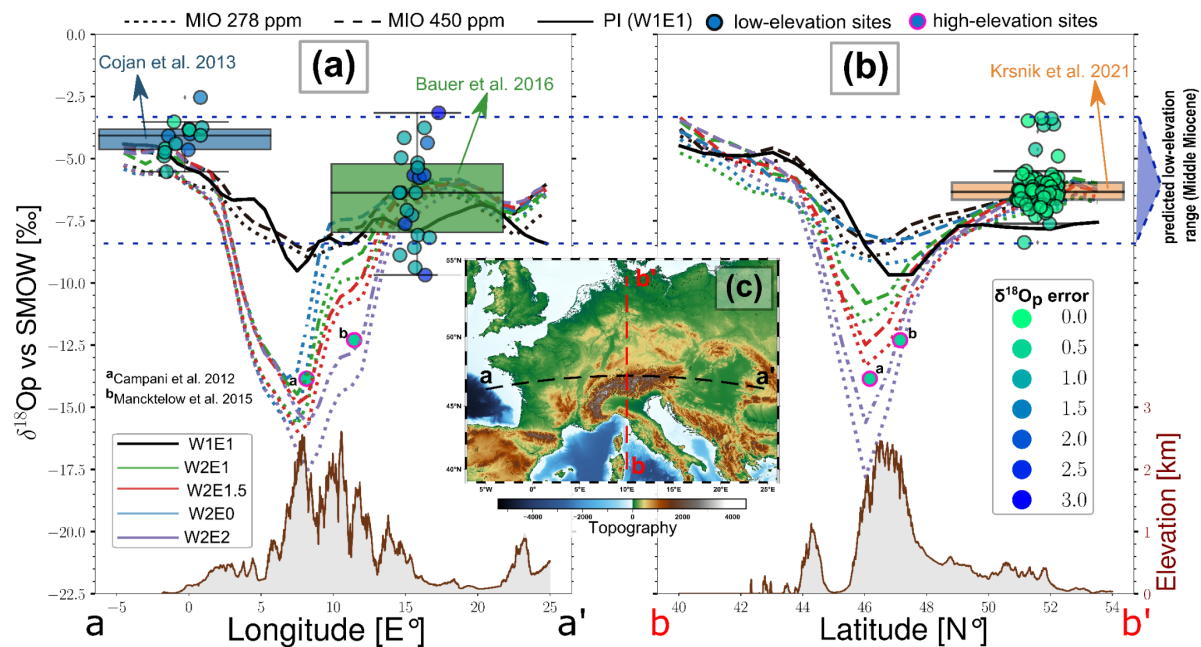 MIO 278 ppm MIO 450 ppm PI (W1E1) low-elevation sites high-elevation sites
0.0
−2.5
−5.0
−7.5
−10.0
−12.5
−15.0
−17.5
−20.0
−22.5
δ¹⁸Op vs SMOW [‰]
Cojan et al. 2013
(a)
Bauer et al. 2016
a
b
ᵃCampani et al. 2012
ᵇMancktelow et al. 2015
W1E1
W2E1
W2E1.5
W2E0
W2E2
−5 0 5 10 15 20 25
a Longitude [E°] a'
55°N
50°N
45°N
40°N
(c)
b'
a a'
b
5°W 0° 5°E 10°E 15°E 20°E 25°E
−4000 −2000 0 2000 4000
Topography
(b)
Krsnik et al. 2021
b
a
δ¹⁸Op error
0.0
0.5
1.0
1.5
2.0
2.5
3.0
40 42 44 46 48 50 52 54
b Latitude [N°] b'
3
2
1
0
Elevation [km]
predicted low-elevation
range (Middle Miocene)